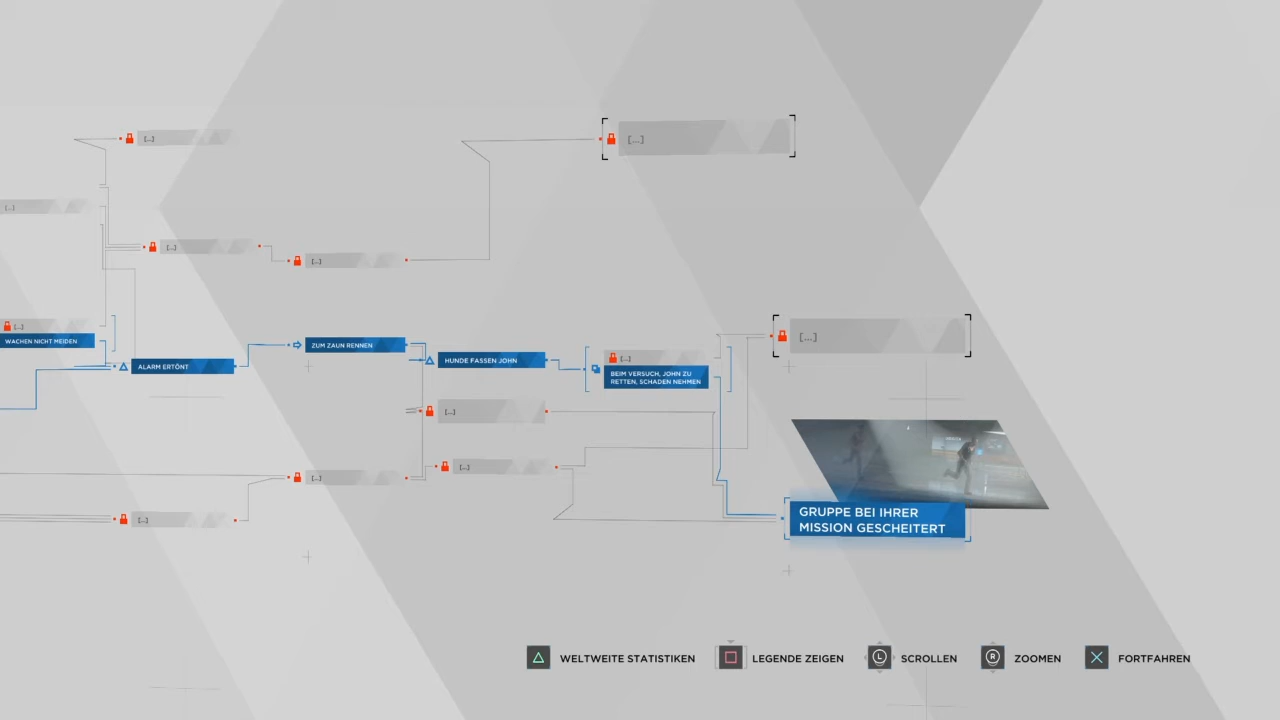 [...]
[...]
[...]
[...]
[...]
[...]
[...]
WACHEN NICHT MEIDEN
ZUM ZAUN RENNEN
ALARM ERTÖNT
HUNDE FASSEN JOHN
[...]
BEIM VERSUCH, JOHN ZU
RETTEN, SCHADEN NEHMEN
[...]
[...]
[...]
[...]
GRUPPE BEI IHRER
MISSION GESCHEITERT
WELTWEITE STATISTIKEN
LEGENDE ZEIGEN
L
SCROLLEN
R
ZOOMEN
FORTFAHREN